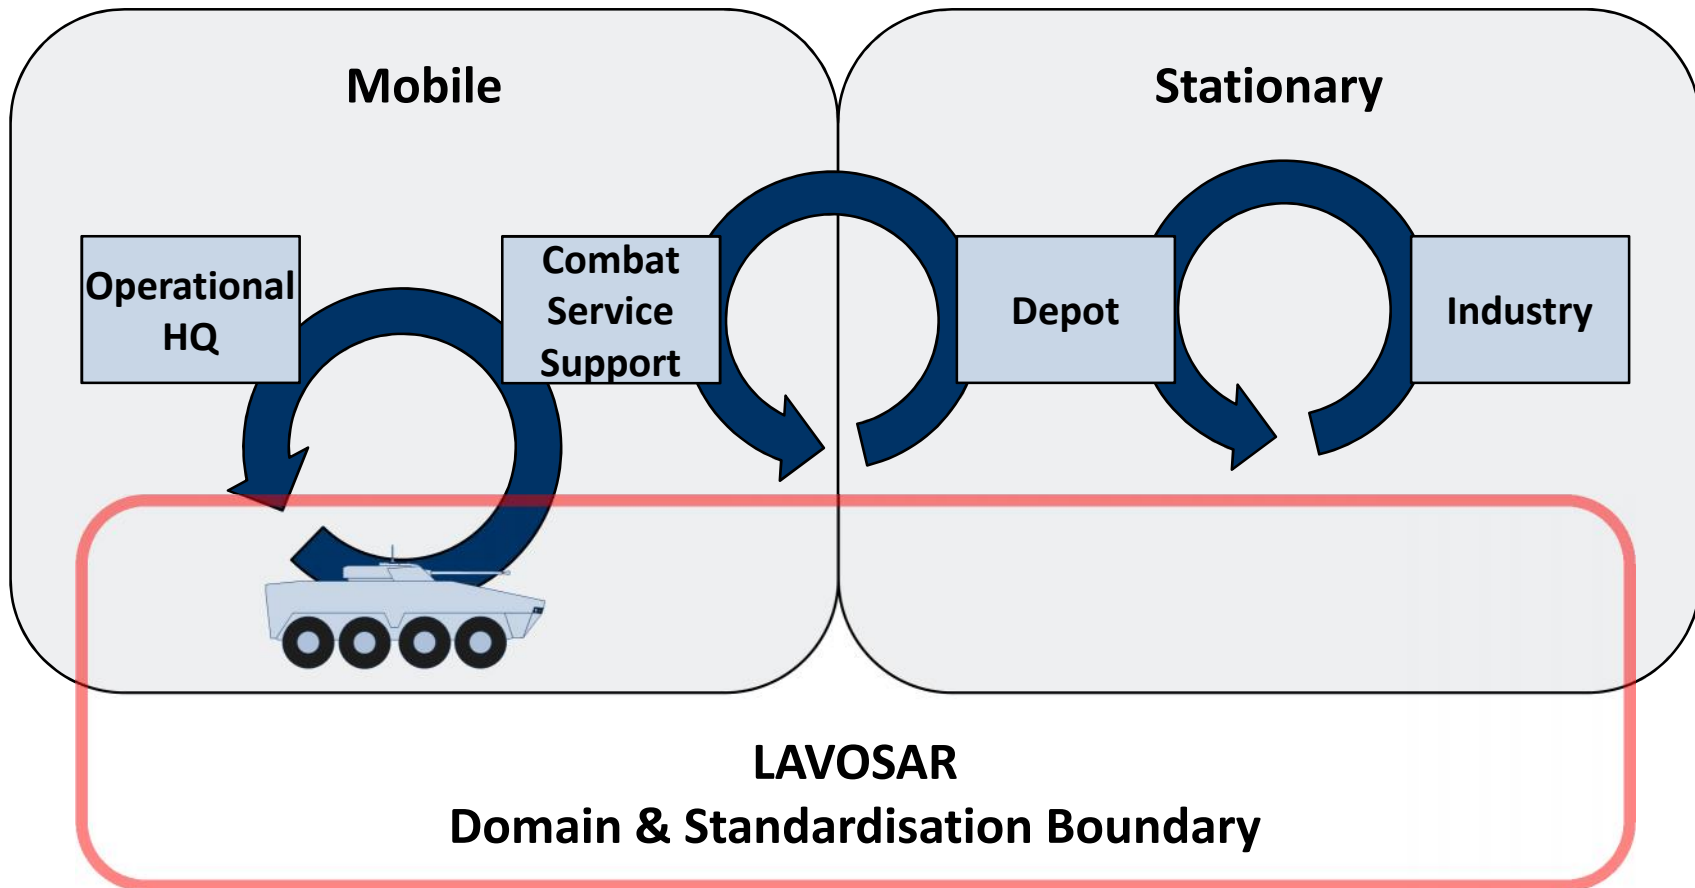 Mobile
Stationary
Operational
HQ
Combat
Service
Support
Depot
Industry
LAVOSAR
Domain & Standardisation Boundary